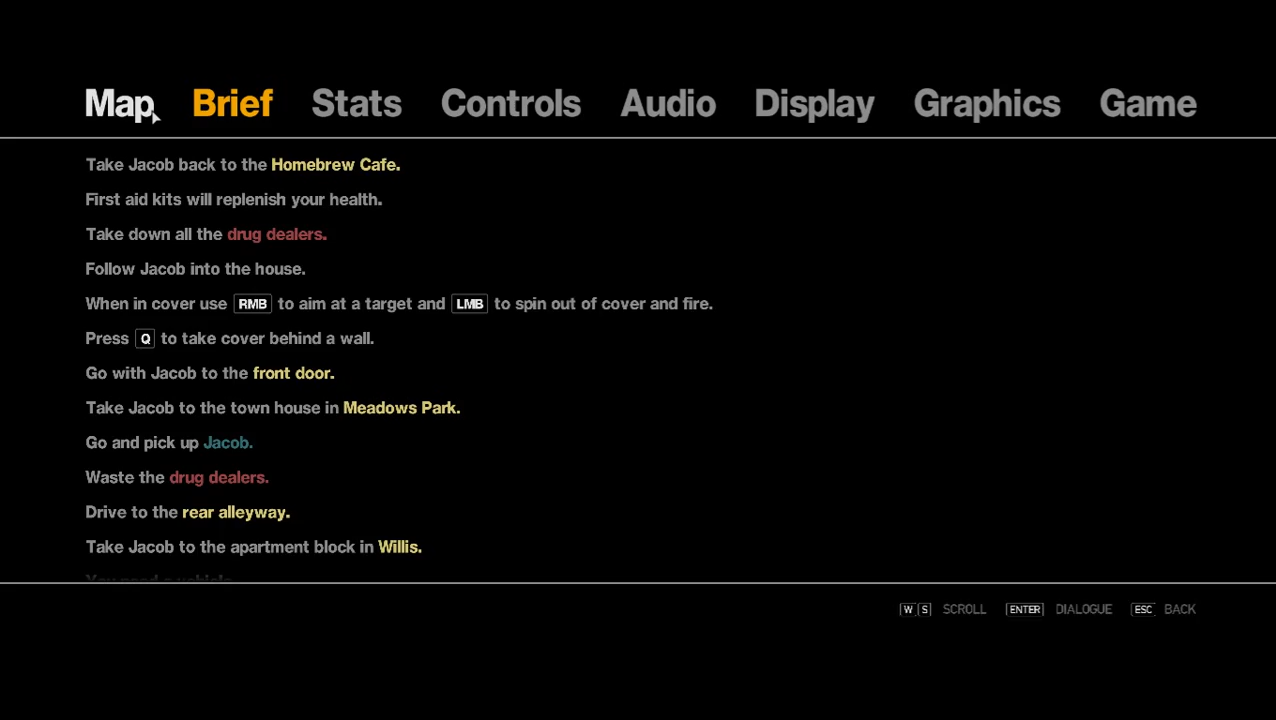 Map Brief Stats Controls Audio Display Graphics Game
Take Jacob back to the Homebrew Cafe.
First aid kits will replenish your health.
Take down all the drug dealers.
Follow Jacob into the house.
When in cover use RMB to aim at a target and LMB to spin out of cover and fire.
Press Q to take cover behind a wall.
Go with Jacob to the front door.
Take Jacob to the town house in Meadows Park.
Go and pick up Jacob.
Waste the drug dealers.
Drive to the rear alleyway.
Take Jacob to the apartment block in Willis.
You need a vehicle.
W S SCROLL ENTER DIALOGUE ESC BACK